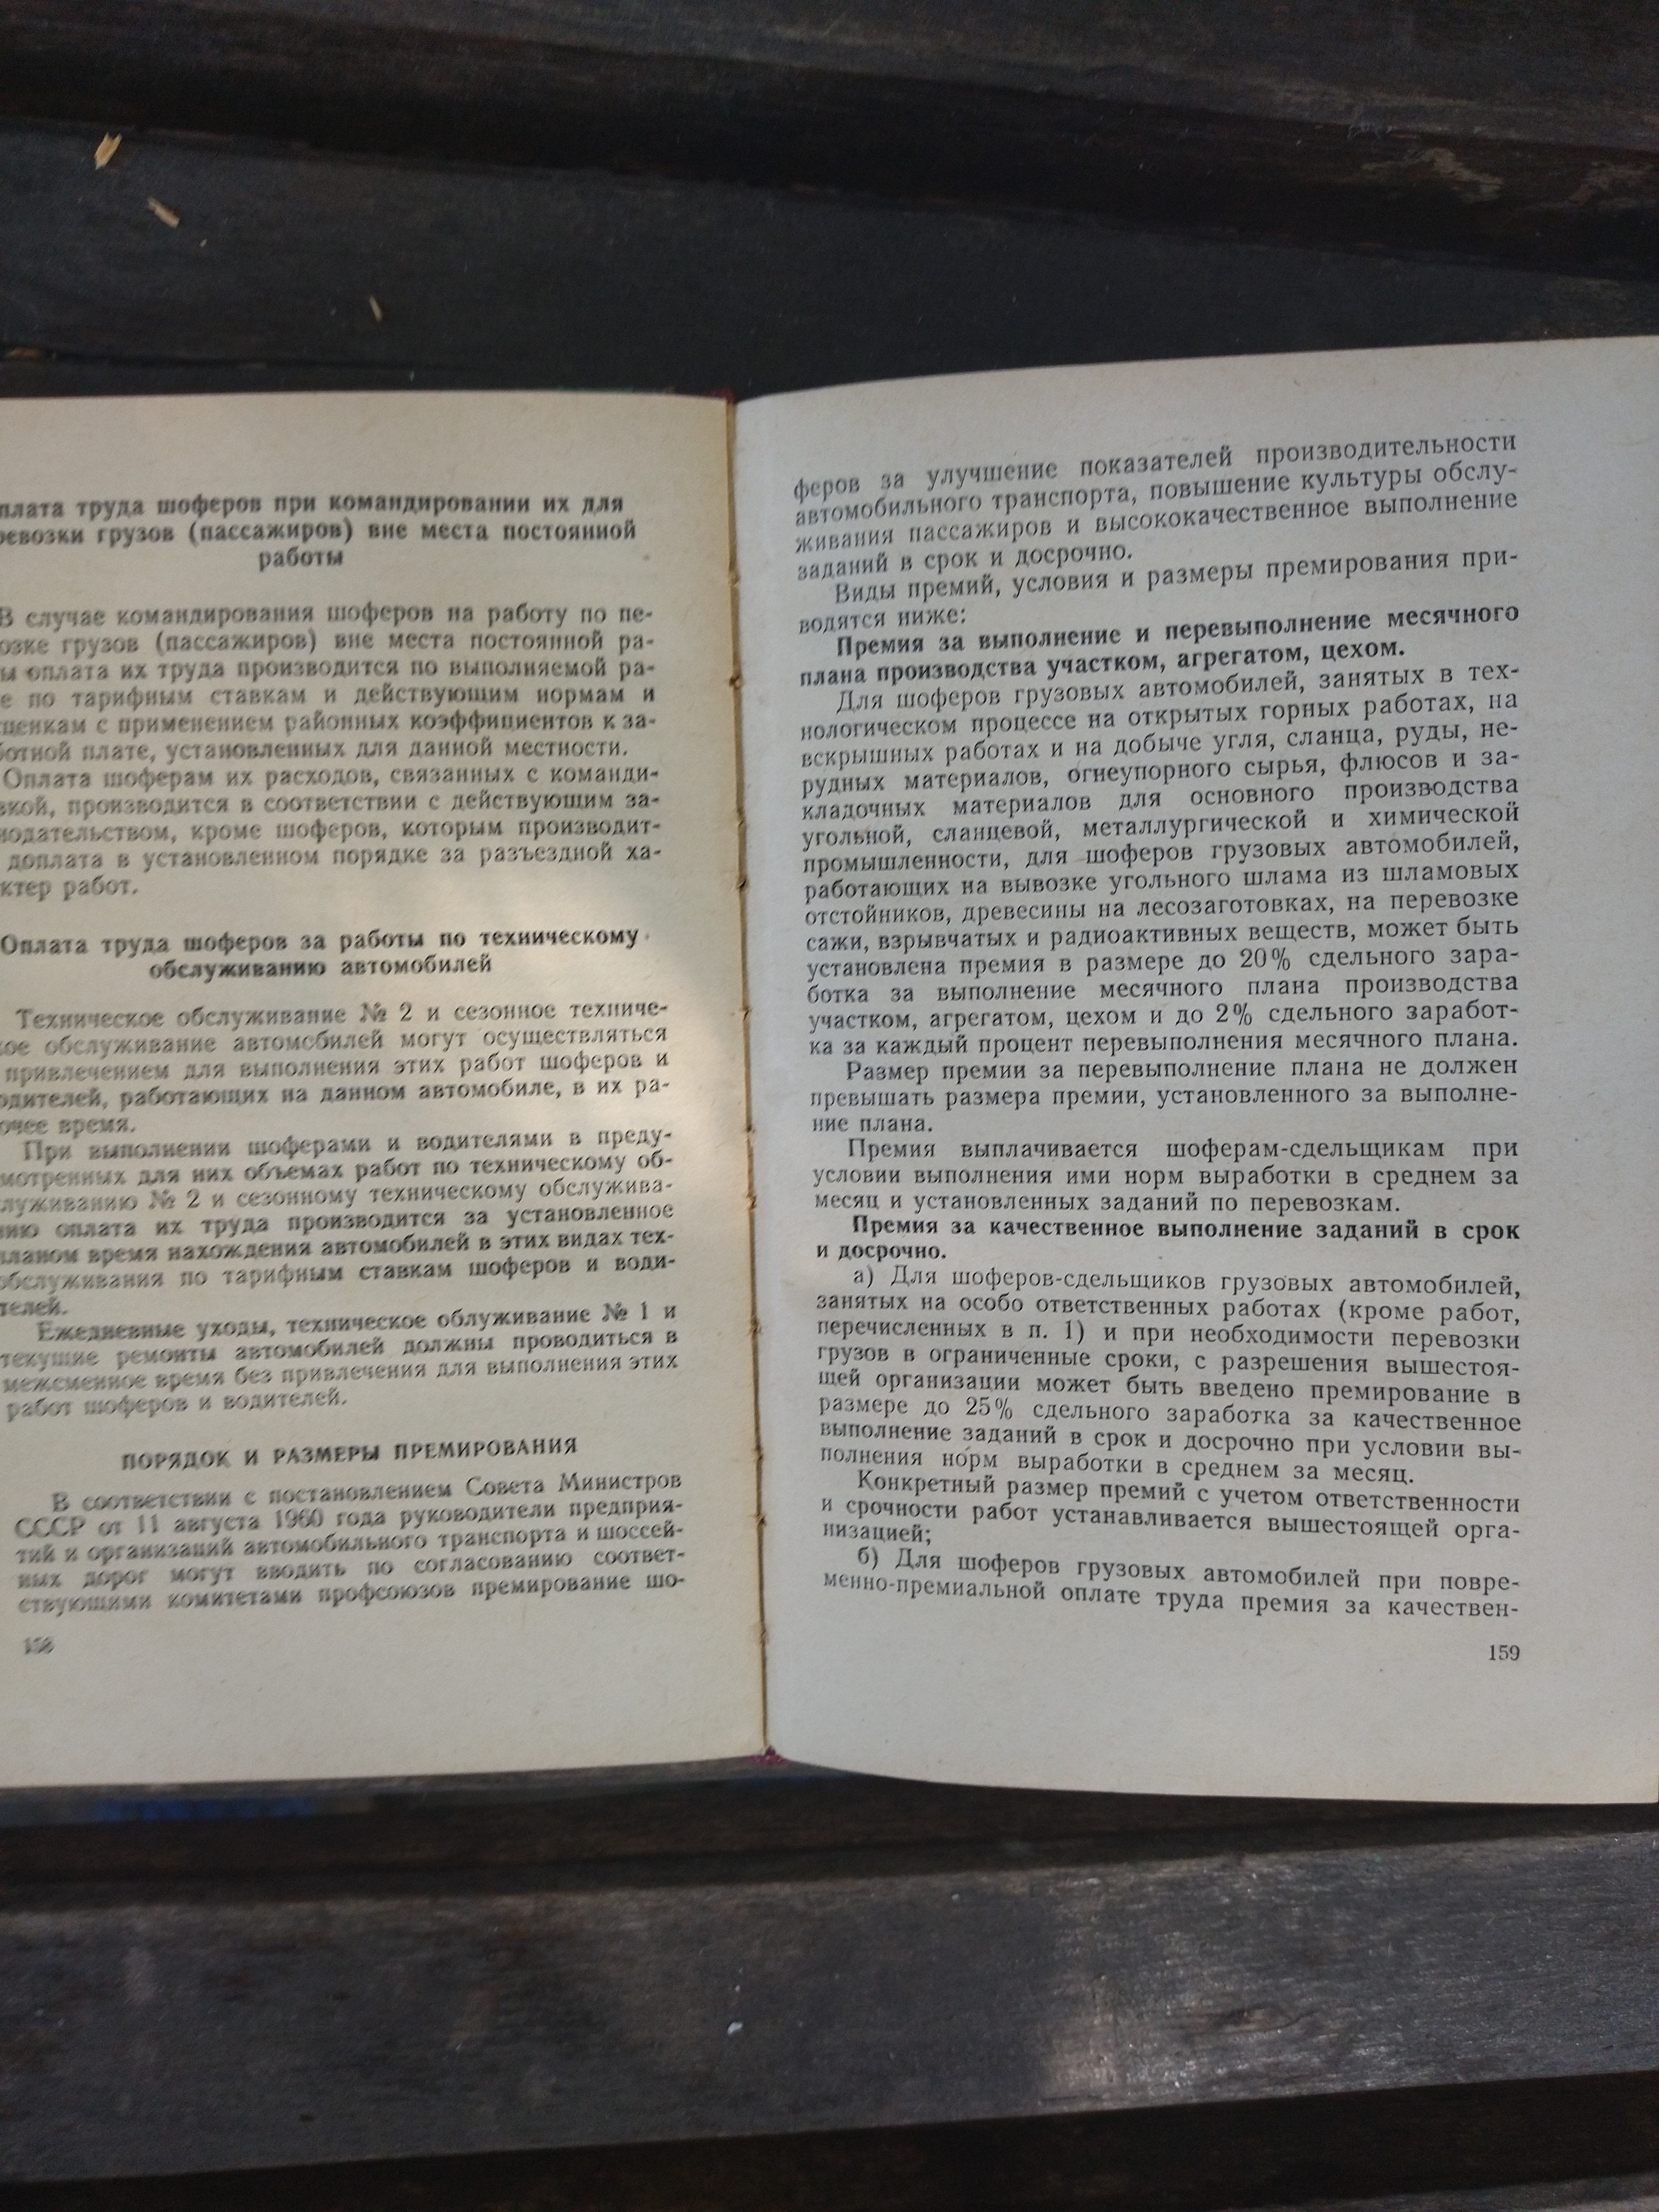 плата труда шоферов при командировании их для
ревозки грузов (пассажиров) вне места постоянной
работы
В случае командирования шоферов на работу по пе-
озке грузов (пассажиров) вне места постоянной ра-
ы оплата их труда производится по выполняемой ра-
е по тарифным ставкам и действующим нормам и
сценкам с применением районных коэффициентов к за-
ботной плате, установленных для данной местности.
Оплата шоферам их расходов, связанных с команди-
вкой, производится в соответствии с действующим за-
нодательством, кроме шоферов, которым производит-
доплата в установленном порядке за разъездной ха-
ктер работ.
Оплата труда шоферов за работы по техническому
обслуживанию автомобилей
Техническое обслуживание № 2 и сезонное техниче-
кое обслуживание автомобилей могут осуществляться
привлечением для выполнения этих работ шоферов и
одителей, работающих на данном автомобиле, в их ра-
очее время.
При выполнении шоферами и водителями в преду-
мотренных для них объемах работ по техническому об-
луживанию № 2 и сезонному техническому обслужива-
нию оплата их труда производится за установленное
планом время нахождения автомобилей в этих видах тех-
обслуживания по тарифным ставкам шоферов и води-
телей.
Ежедневные уходы, техническое облуживание № 1 и
текущие ремонты автомобилей должны проводиться в
межсменное время без привлечения для выполнения этих
работ шоферов и водителей.
ПОРЯДОК И РАЗМЕРЫ ПРЕМИРОВАНИЯ
В соответствии с постановлением Совета Министров
СССР от 11 августа 1960 года руководители предприя-
тий и организаций автомобильного транспорта и шоссей-
ных дорог могут вводить по согласованию соответ-
ствующими комитетами профсоюзов премирование шо-
158
феров за улучшение показателей производительности
автомобильного транспорта, повышение культуры обслу-
живания пассажиров и высококачественное выполнение
заданий в срок и досрочно.
Виды премий, условия и размеры премирования при-
водятся ниже:
Премия за выполнение и перевыполнение месячного
плана производства участком, агрегатом, цехом.
Для шоферов грузовых автомобилей, занятых в тех-
нологическом процессе на открытых горных работах, на
вскрышных работах и на добыче угля, сланца, руды, не-
рудных материалов, огнеупорного сырья, флюсов и за-
кладочных материалов для основного производства
угольной, сланцевой, металлургической и химической
промышленности, для шоферов грузовых автомобилей,
работающих на вывозке угольного шлама из шламовых
отстойников, древесины на лесозаготовках, на перевозке
сажи, взрывчатых и радиоактивных веществ, может быть
установлена премия в размере до 20% сдельного зара-
ботка за выполнение месячного плана производства
участком, агрегатом, цехом и до 2% сдельного заработ-
ка за каждый процент перевыполнения месячного плана.
Размер премии за перевыполнение плана не должен
превышать размера премии, установленного за выполне-
ние плана.
Премия выплачивается шоферам-сдельщикам при
условии выполнения ими норм выработки в среднем за
месяц и установленных заданий по перевозкам.
Премия за качественное выполнение заданий в срок
и досрочно.
а) Для шоферов-сдельщиков грузовых автомобилей,
занятых на особо ответственных работах (кроме работ,
перечисленных в п. 1) и при необходимости перевозки
грузов в ограниченные сроки, с разрешения вышестоя-
щей организации может быть введено премирование в
размере до 25% сдельного заработка за качественное
выполнение заданий в срок и досрочно при условии вы-
полнения норм выработки в среднем за месяц.
Конкретный размер премий с учетом ответственности
и срочности работ устанавливается вышестоящей орга-
низацией;
б) Для шоферов грузовых автомобилей при повре-
менно-премиальной оплате труда премия за качествен-
159